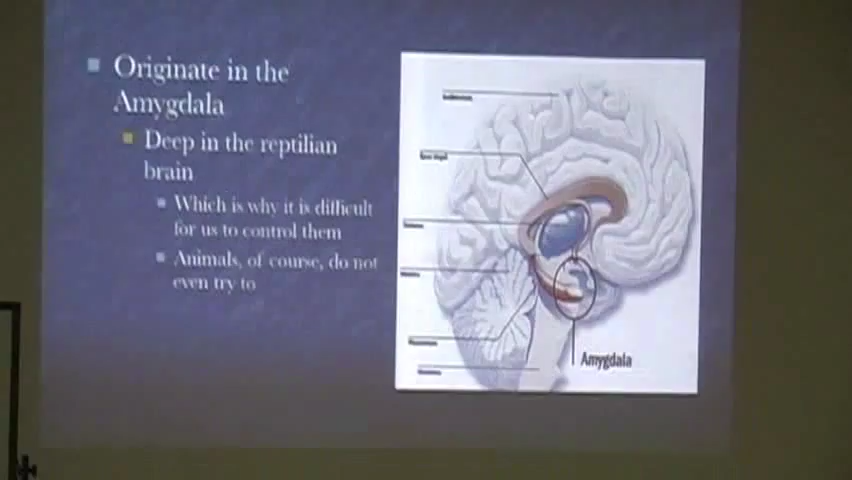 Originate in the
Amygdala
Deep in the reptilian
brain
Which is why it is difficult
for us to control them
Animals, of course, do not
even try to
Amygdala